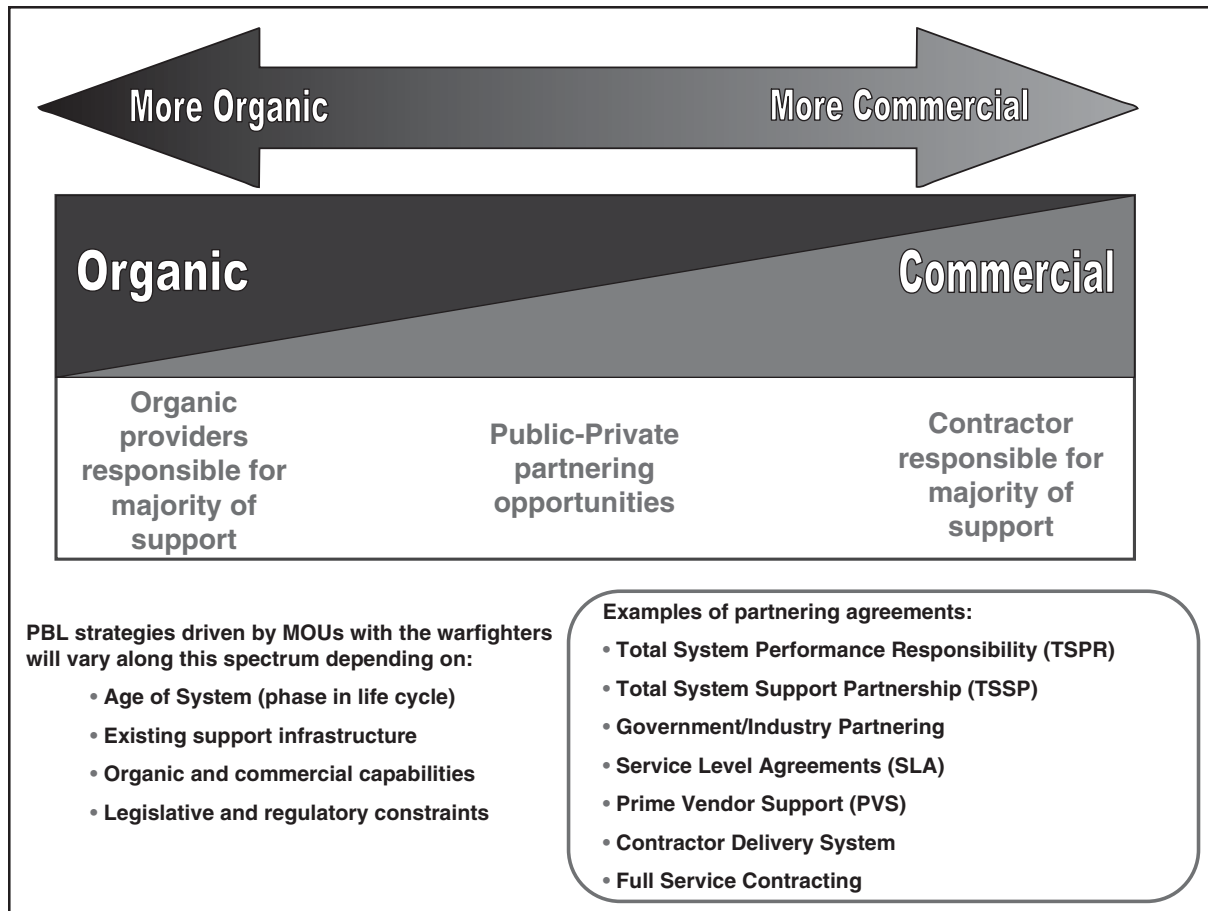 More Organic
More Commercial
Organic
Commercial
Organic
providers
responsible for
majority of
support
Public-Private
partnering
opportunities
Contractor
responsible for
majority of
support
PBL strategies driven by MOUs with the warfighters
will vary along this spectrum depending on:
• Age of System (phase in life cycle)
• Existing support infrastructure
• Organic and commercial capabilities
• Legislative and regulatory constraints
Examples of partnering agreements:
• Total System Performance Responsibility (TSPR)
• Total System Support Partnership (TSSP)
• Government/Industry Partnering
• Service Level Agreements (SLA)
• Prime Vendor Support (PVS)
• Contractor Delivery System
• Full Service Contracting